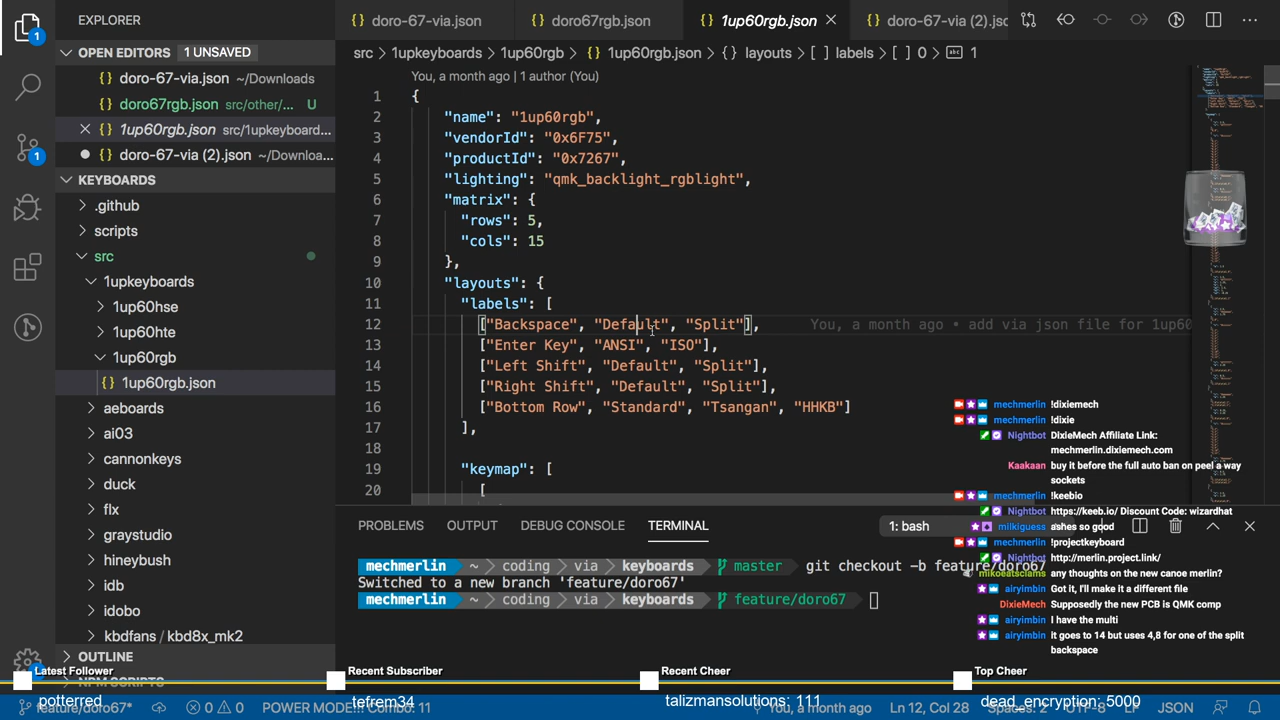 EXPLORER
OPEN EDITORS 1 UNSAVED
doro-67-via.json ~/Downloads
doro67rgb.json src/other/... U
1up60rgb.json src/1upkeyboard...
doro-67-via (2).json ~/Downloa...
KEYBOARDS
.github
scripts
src
1upkeyboards
1up60hse
1up60hte
1up60rgb
1up60rgb.json
aeboards
ai03
cannonkeys
duck
flx
graystudio
hineybush
idb
idobo
kbdfans / kbd8x_mk2
OUTLINE
NPM SCRIPTS
doro-67-via.json
doro67rgb.json
1up60rgb.json
doro-67-via (2).jsc
src > 1upkeyboards > 1up60rgb > {} 1up60rgb.json > {} layouts > [ ] labels > [ ] 0 > abc 1
You, a month ago | 1 author (You)
1 {
2 "name": "1up60rgb",
3 "vendorId": "0x6F75",
4 "productId": "0x7267",
5 "lighting": "qmk_backlight_rgblight",
6 "matrix": {
7 "rows": 5,
8 "cols": 15
9 },
10 "layouts": {
11 "labels": [
12 ["Backspace", "Default", "Split"], You, a month ago • add via json file for 1up60
13 ["Enter Key", "ANSI", "ISO"],
14 ["Left Shift", "Default", "Split"],
15 ["Right Shift", "Default", "Split"],
16 ["Bottom Row", "Standard", "Tsangan", "HHKB"]
17 ],
18
19 "keymap": [
20 [
PROBLEMS OUTPUT DEBUG CONSOLE TERMINAL 1: bash
mechmerlin ~ coding via keyboards master git checkout -b feature/doro67
Switched to a new branch 'feature/doro67'
mechmerlin ~ coding via keyboards feature/doro67
mechmerlin !dixiemech
mechmerlin !dixie
Nightbot DixieMech Affiliate Link:
mechmerlin.dixiemech.com
Kaakaan buy it before the full auto ban on peel a way
sockets
mechmerlin !keebio
Nightbot https://keeb.io/ Discount Code: wizardhat
milkiguess ashes so good
mechmerlin !projectkeyboard
Nightbot http://merlin.project.link/
mikoeatsclams any thoughts on the new canoe merlin?
airyimbin Got it, I'll make it a different file
DixieMech Supposedly the new PCB is QMK comp
airyimbin I have the multi
airyimbin it goes to 14 but uses 4,8 for one of the split
backspace
Latest Follower
potterred
Recent Subscriber
tefrem34
Recent Cheer
talizmansolutions: 111
Top Cheer
dead_encryption: 5000
feature/doro67* 0 0 POWER MODE!!! Combo: 11 You, a month ago Ln 12, Col 28 Spaces: 2 UTF-8 LF JSON